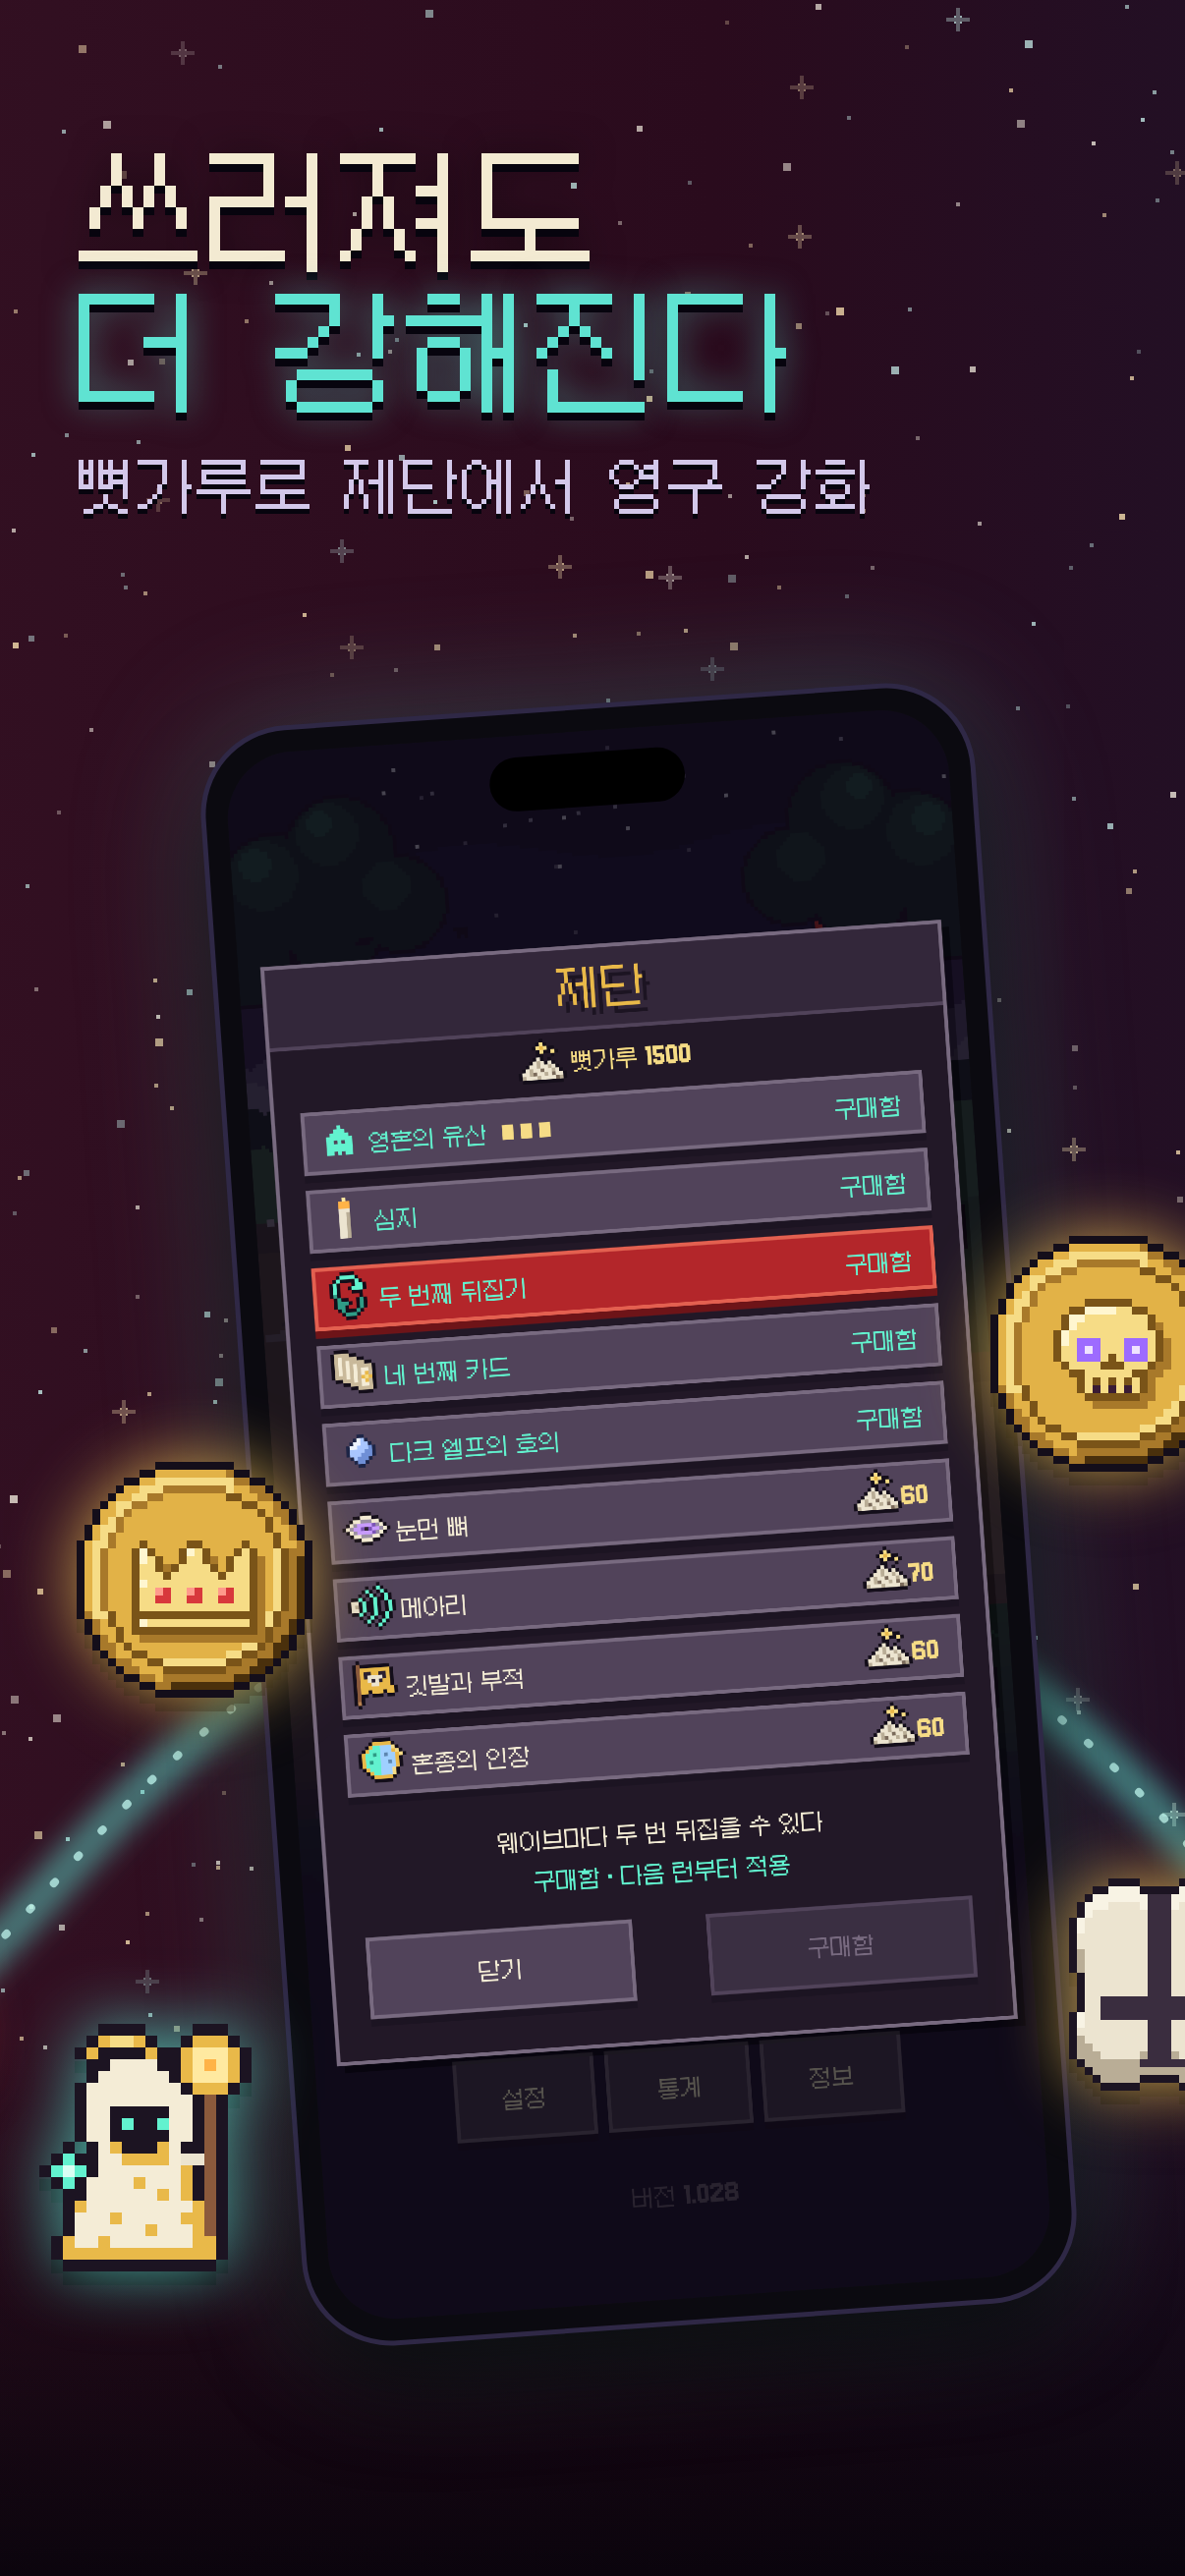 쓰러져도
더 강해진다
뼛가루로 제단에서 영구 강화
제단
뼛가루 1500
영혼의 유산 구매함
심지 구매함
두 번째 뒤집기 구매함
네 번째 카드 구매함
다크 엘프의 호의 구매함
눈먼 뼈 60
메아리 70
깃발과 부적 60
혼종의 인장 60
웨이브마다 두 번 뒤집을 수 있다
구매함 · 다음 런부터 적용
닫기 구매함
설정 통계 정보
버전 1.028